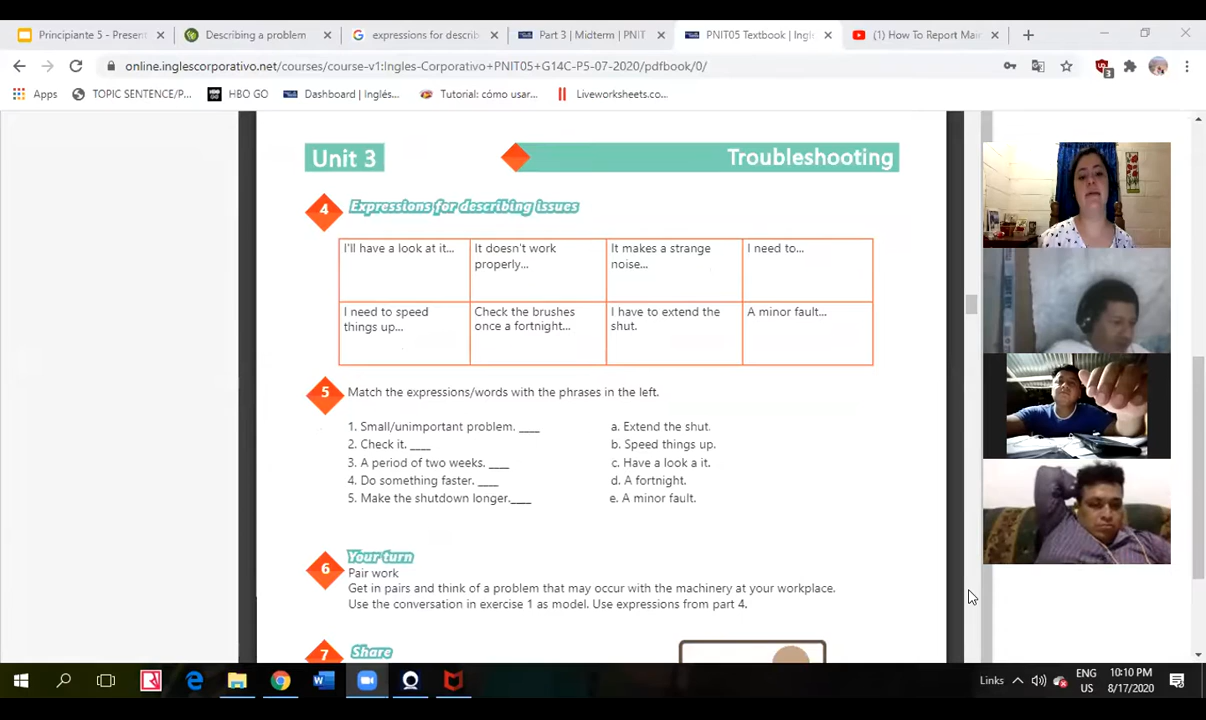 Principiante 5 - Present
Describing a problem
expressions for describ
Part 3 | Midterm | PNIT
PNIT05 Textbook | Ingl
(1) How To Report Mai
online.inglescorporativo.net/courses/course-v1:Ingles-Corporativo+PNIT05+G14C-P5-07-2020/pdfbook/0/
3
Apps
TOPIC SENTENCE/P...
HBO GO
HBO GO
Dashboard | Inglés...
Tutorial: cómo usar...
Liveworksheets.co...
Unit 3
Troubleshooting
4
Expressions for describing issues
I'll have a look at it...
It doesn't work
properly...
It makes a strange
noise...
I need to...
I need to speed
things up...
Check the brushes
once a fortnight...
I have to extend the
shut.
A minor fault...
5
Match the expressions/words with the phrases in the left.
1. Small/unimportant problem. ____
2. Check it. ____
3. A period of two weeks. ____
4. Do something faster. ____
5. Make the shutdown longer.____
a. Extend the shut.
b. Speed things up.
c. Have a look a it.
d. A fortnight.
e. A minor fault.
6
Your turn
Pair work
Get in pairs and think of a problem that may occur with the machinery at your workplace.
Use the conversation in exercise 1 as model. Use expressions from part 4.
7
Share
Links
ENG
US
10:10 PM
8/17/2020